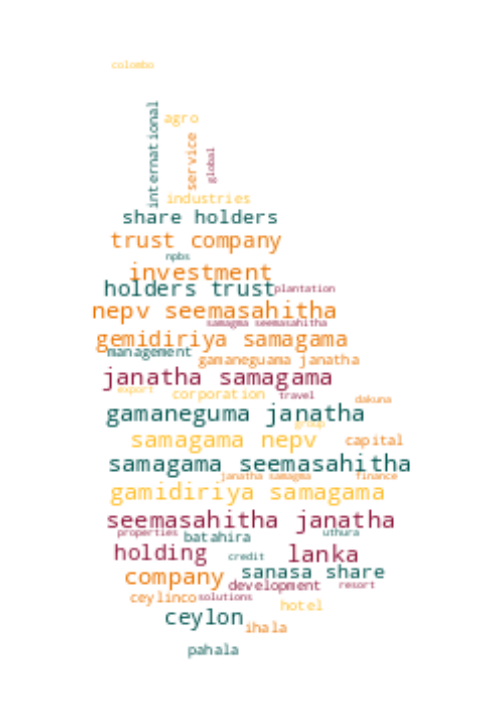 colombo
international
agro
service
global
industries
share holders
trust company
npbs
investment
holders trust
plantation
nepv seemasahitha
samagma seemasahitha
gemidiriya samagama
management
gamaneguama janatha
janatha samagama
export
corporation
travel
dakuna
gamaneguma janatha
group
samagama nepv
capital
samagama seemasahitha
janatha samagma
finance
gamidiriya samagama
seemasahitha janatha
properties
batahira
uthura
holding
credit
lanka
company
sanasa share
development
resort
ceylinco
solutions
hotel
ceylon
ihala
pahala